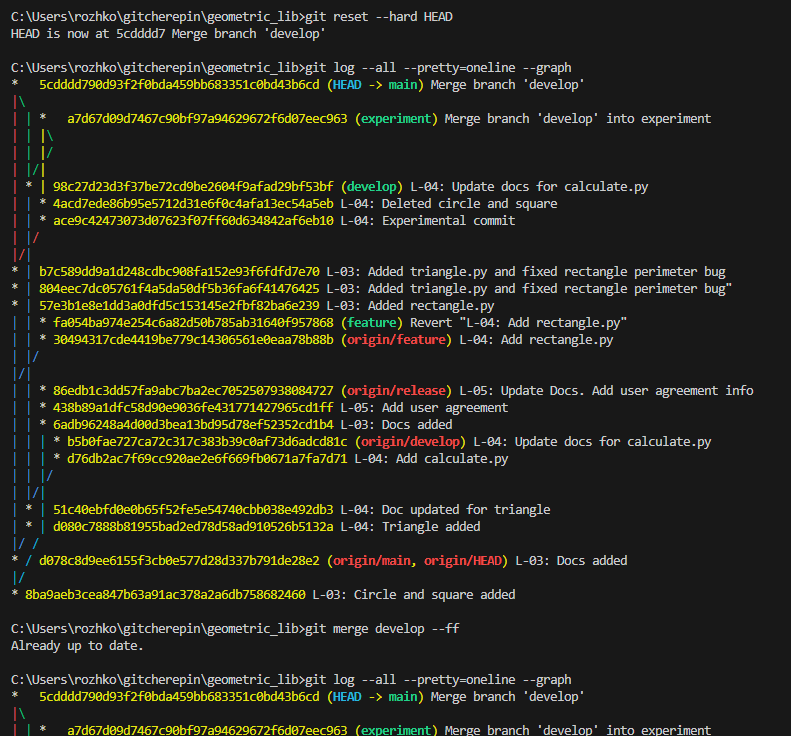 C:\Users\rozhko\gitcherepin\geometric_lib>git reset --hard HEAD
HEAD is now at 5cdddd7 Merge branch 'develop'

C:\Users\rozhko\gitcherepin\geometric_lib>git log --all --pretty=oneline --graph
*   5cdddd790d93f2f0bda459bb683351c0bd43b6cd (HEAD -> main) Merge branch 'develop'
|\
| | *   a7d67d09d7467c90bf97a94629672f6d07eec963 (experiment) Merge branch 'develop' into experiment
| | |\
| | |/
| |/|
| * | 98c27d23d3f37be72cd9be2604f9afad29bf53bf (develop) L-04: Update docs for calculate.py
| | * 4acd7ede86b95e5712d31e6f0c4afa13ec54a5eb L-04: Deleted circle and square
| | * ace9c42473073d07623f07ff60d634842af6eb10 L-04: Experimental commit
| |/
|/|
* | b7c589dd9a1d248cdbc908fa152e93f6fdfd7e70 L-03: Added triangle.py and fixed rectangle perimeter bug
* | 804eec7dc05761f4a5da50df5b36fa6f41476425 L-03: Added triangle.py and fixed rectangle perimeter bug"
* | 57e3b1e8e1dd3a0dfd5c153145e2fbf82ba6e239 L-03: Added rectangle.py
| | * fa054ba974e254c6a82d50b785ab31640f957868 (feature) Revert "L-04: Add rectangle.py"
| | * 30494317cde4419be779c14306561e0eaa78b88b (origin/feature) L-04: Add rectangle.py
| |/
|/|
| | * 86edb1c3dd57fa9abc7ba2ec7052507938084727 (origin/release) L-05: Update Docs. Add user agreement info
| | * 438b89a1dfc58d90e9036fe431771427965cd1ff L-05: Add user agreement
| | * 6adb96248a4d00d3bea13bd95d78ef52352cd1b4 L-03: Docs added
| | | * b5b0fae727ca72c317c383b39c0af73d6adcd81c (origin/develop) L-04: Update docs for calculate.py
| | | * d76db2ac7f69cc920ae2e6f669fb0671a7fa7d71 L-04: Add calculate.py
| | |/
| |/|
| * | 51c40ebfd0e0b65f52fe5e54740cbb038e492db3 L-04: Doc updated for triangle
| * | d080c7888b81955bad2ed78d58ad910526b5132a L-04: Triangle added
|/ /
* / d078c8d9ee6155f3cb0e577d28d337b791de28e2 (origin/main, origin/HEAD) L-03: Docs added
|/
* 8ba9aeb3cea847b63a91ac378a2a6db758682460 L-03: Circle and square added

C:\Users\rozhko\gitcherepin\geometric_lib>git merge develop --ff
Already up to date.

C:\Users\rozhko\gitcherepin\geometric_lib>git log --all --pretty=oneline --graph
*   5cdddd790d93f2f0bda459bb683351c0bd43b6cd (HEAD -> main) Merge branch 'develop'
|\
| | *   a7d67d09d7467c90bf97a94629672f6d07eec963 (experiment) Merge branch 'develop' into experiment